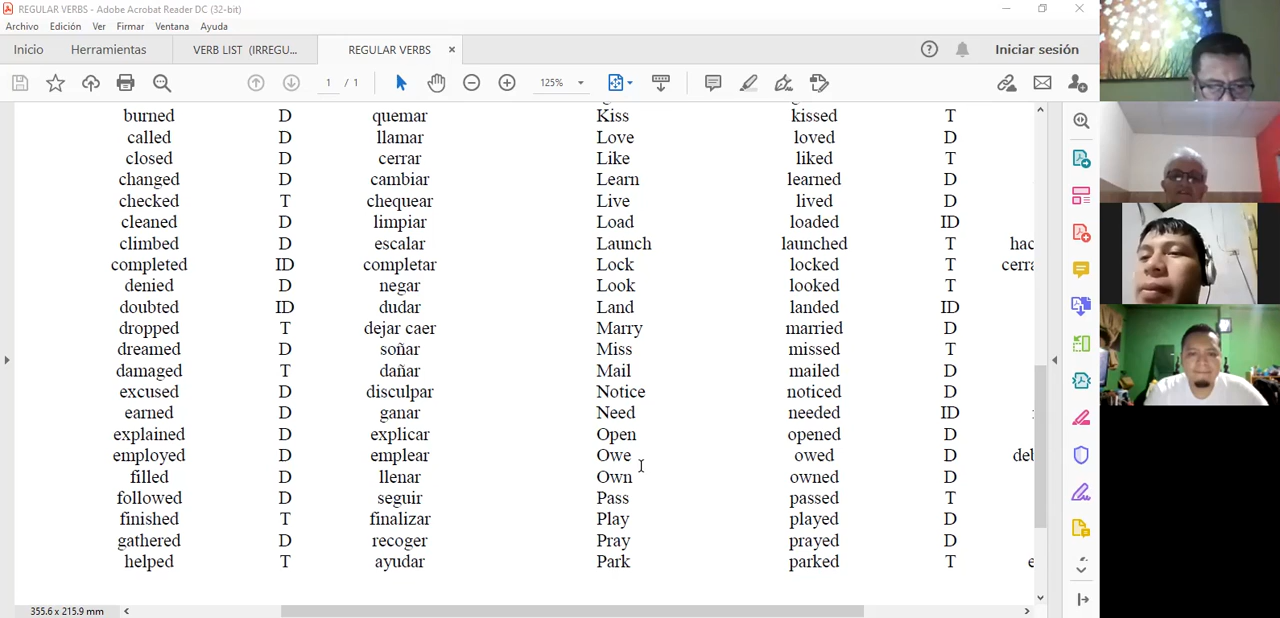 REGULAR VERBS - Adobe Acrobat Reader DC (32-bit)
Archivo Edición Ver Firmar Ventana Ayuda
Inicio Herramientas VERB LIST (IRREGU... REGULAR VERBS × Iniciar sesión
1 / 1 125%
burned D quemar Kiss kissed T
called D llamar Love loved D
closed D cerrar Like liked T
changed D cambiar Learn learned D
checked T chequear Live lived D
cleaned D limpiar Load loaded ID
climbed D escalar Launch launched T hac
completed ID completar Lock locked T cerra
denied D negar Look looked T
doubted ID dudar Land landed ID
dropped T dejar caer Marry married D
dreamed D soñar Miss missed T
damaged T dañar Mail mailed D
excused D disculpar Notice noticed D
earned D ganar Need needed ID
explained D explicar Open opened D
employed D emplear Owe owed D deb
filled D llenar Own owned D
followed D seguir Pass passed T
finished T finalizar Play played D
gathered D recoger Pray prayed D
helped T ayudar Park parked T e
355.6 x 215.9 mm